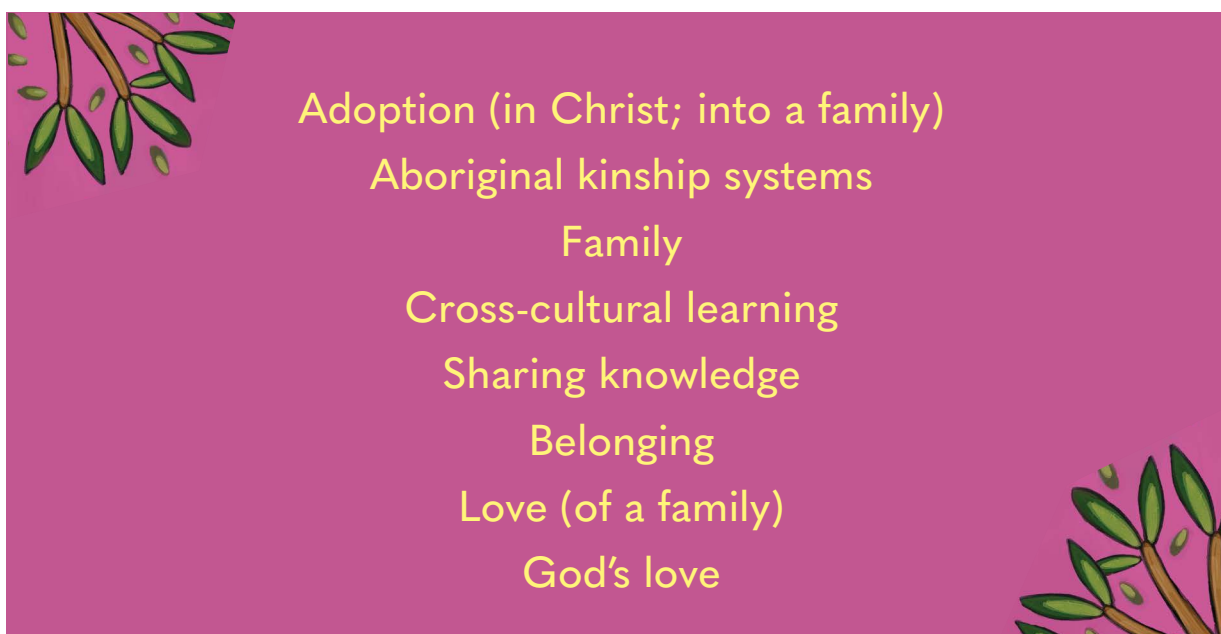 Adoption (in Christ; into a family)
Aboriginal kinship systems
Family
Cross-cultural learning
Sharing knowledge
Belonging
Love (of a family)
God’s love